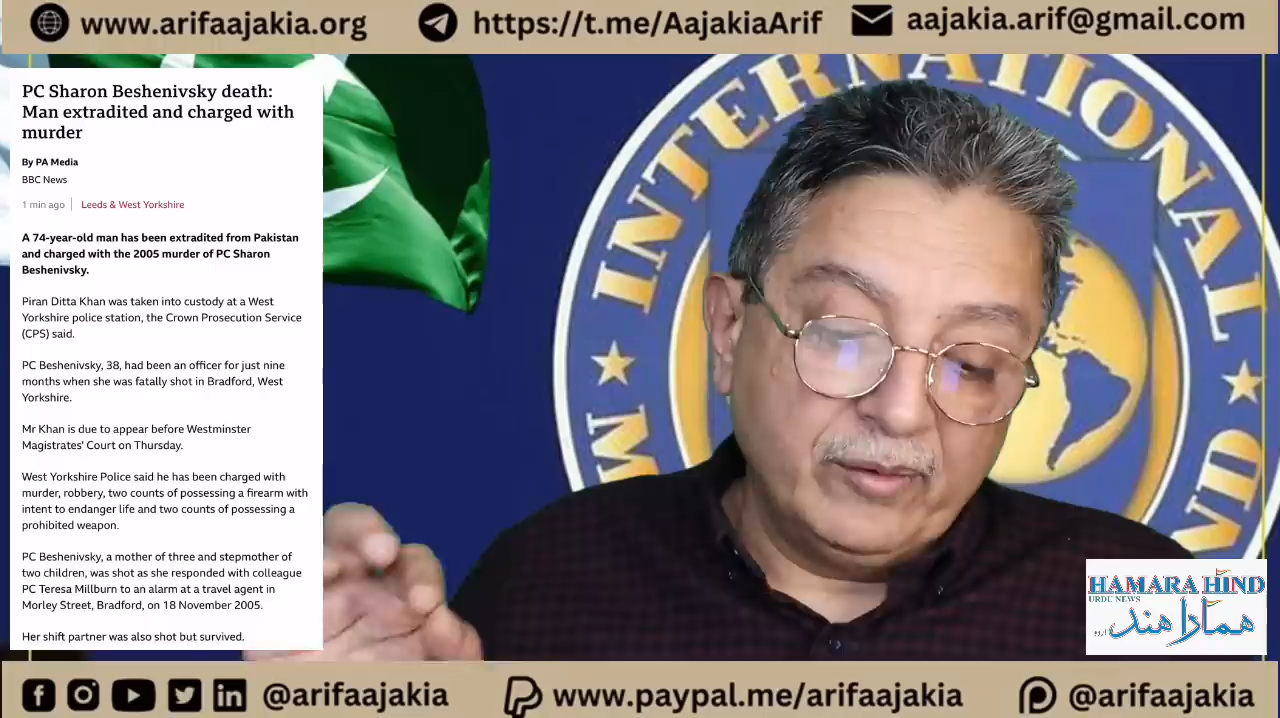 www.arifaajakia.org
https://t.me/AajakiaArif
aajakia.arif@gmail.com
PC Sharon Beshenivsky death:
Man extradited and charged with
murder
By PA Media
BBC News
1 min ago
Leeds & West Yorkshire
A 74-year-old man has been extradited from Pakistan
and charged with the 2005 murder of PC Sharon
Beshenivsky.
Piran Ditta Khan was taken into custody at a West
Yorkshire police station, the Crown Prosecution Service
(CPS) said.
PC Beshenivsky, 38, had been an officer for just nine
months when she was fatally shot in Bradford, West
Yorkshire.
Mr Khan is due to appear before Westminster
Magistrates' Court on Thursday.
West Yorkshire Police said he has been charged with
murder, robbery, two counts of possessing a firearm with
intent to endanger life and two counts of possessing a
prohibited weapon.
PC Beshenivsky, a mother of three and stepmother of
two children, was shot as she responded with colleague
PC Teresa Millburn to an alarm at a travel agent in
Morley Street, Bradford, on 18 November 2005.
Her shift partner was also shot but survived.
INTERNATIONAL
ND
M
HAMARA HIND
URDU NEWS
ھمارا ھند
اردو
@arifaajakia
www.paypal.me/arifaajakia
@arifaajakia